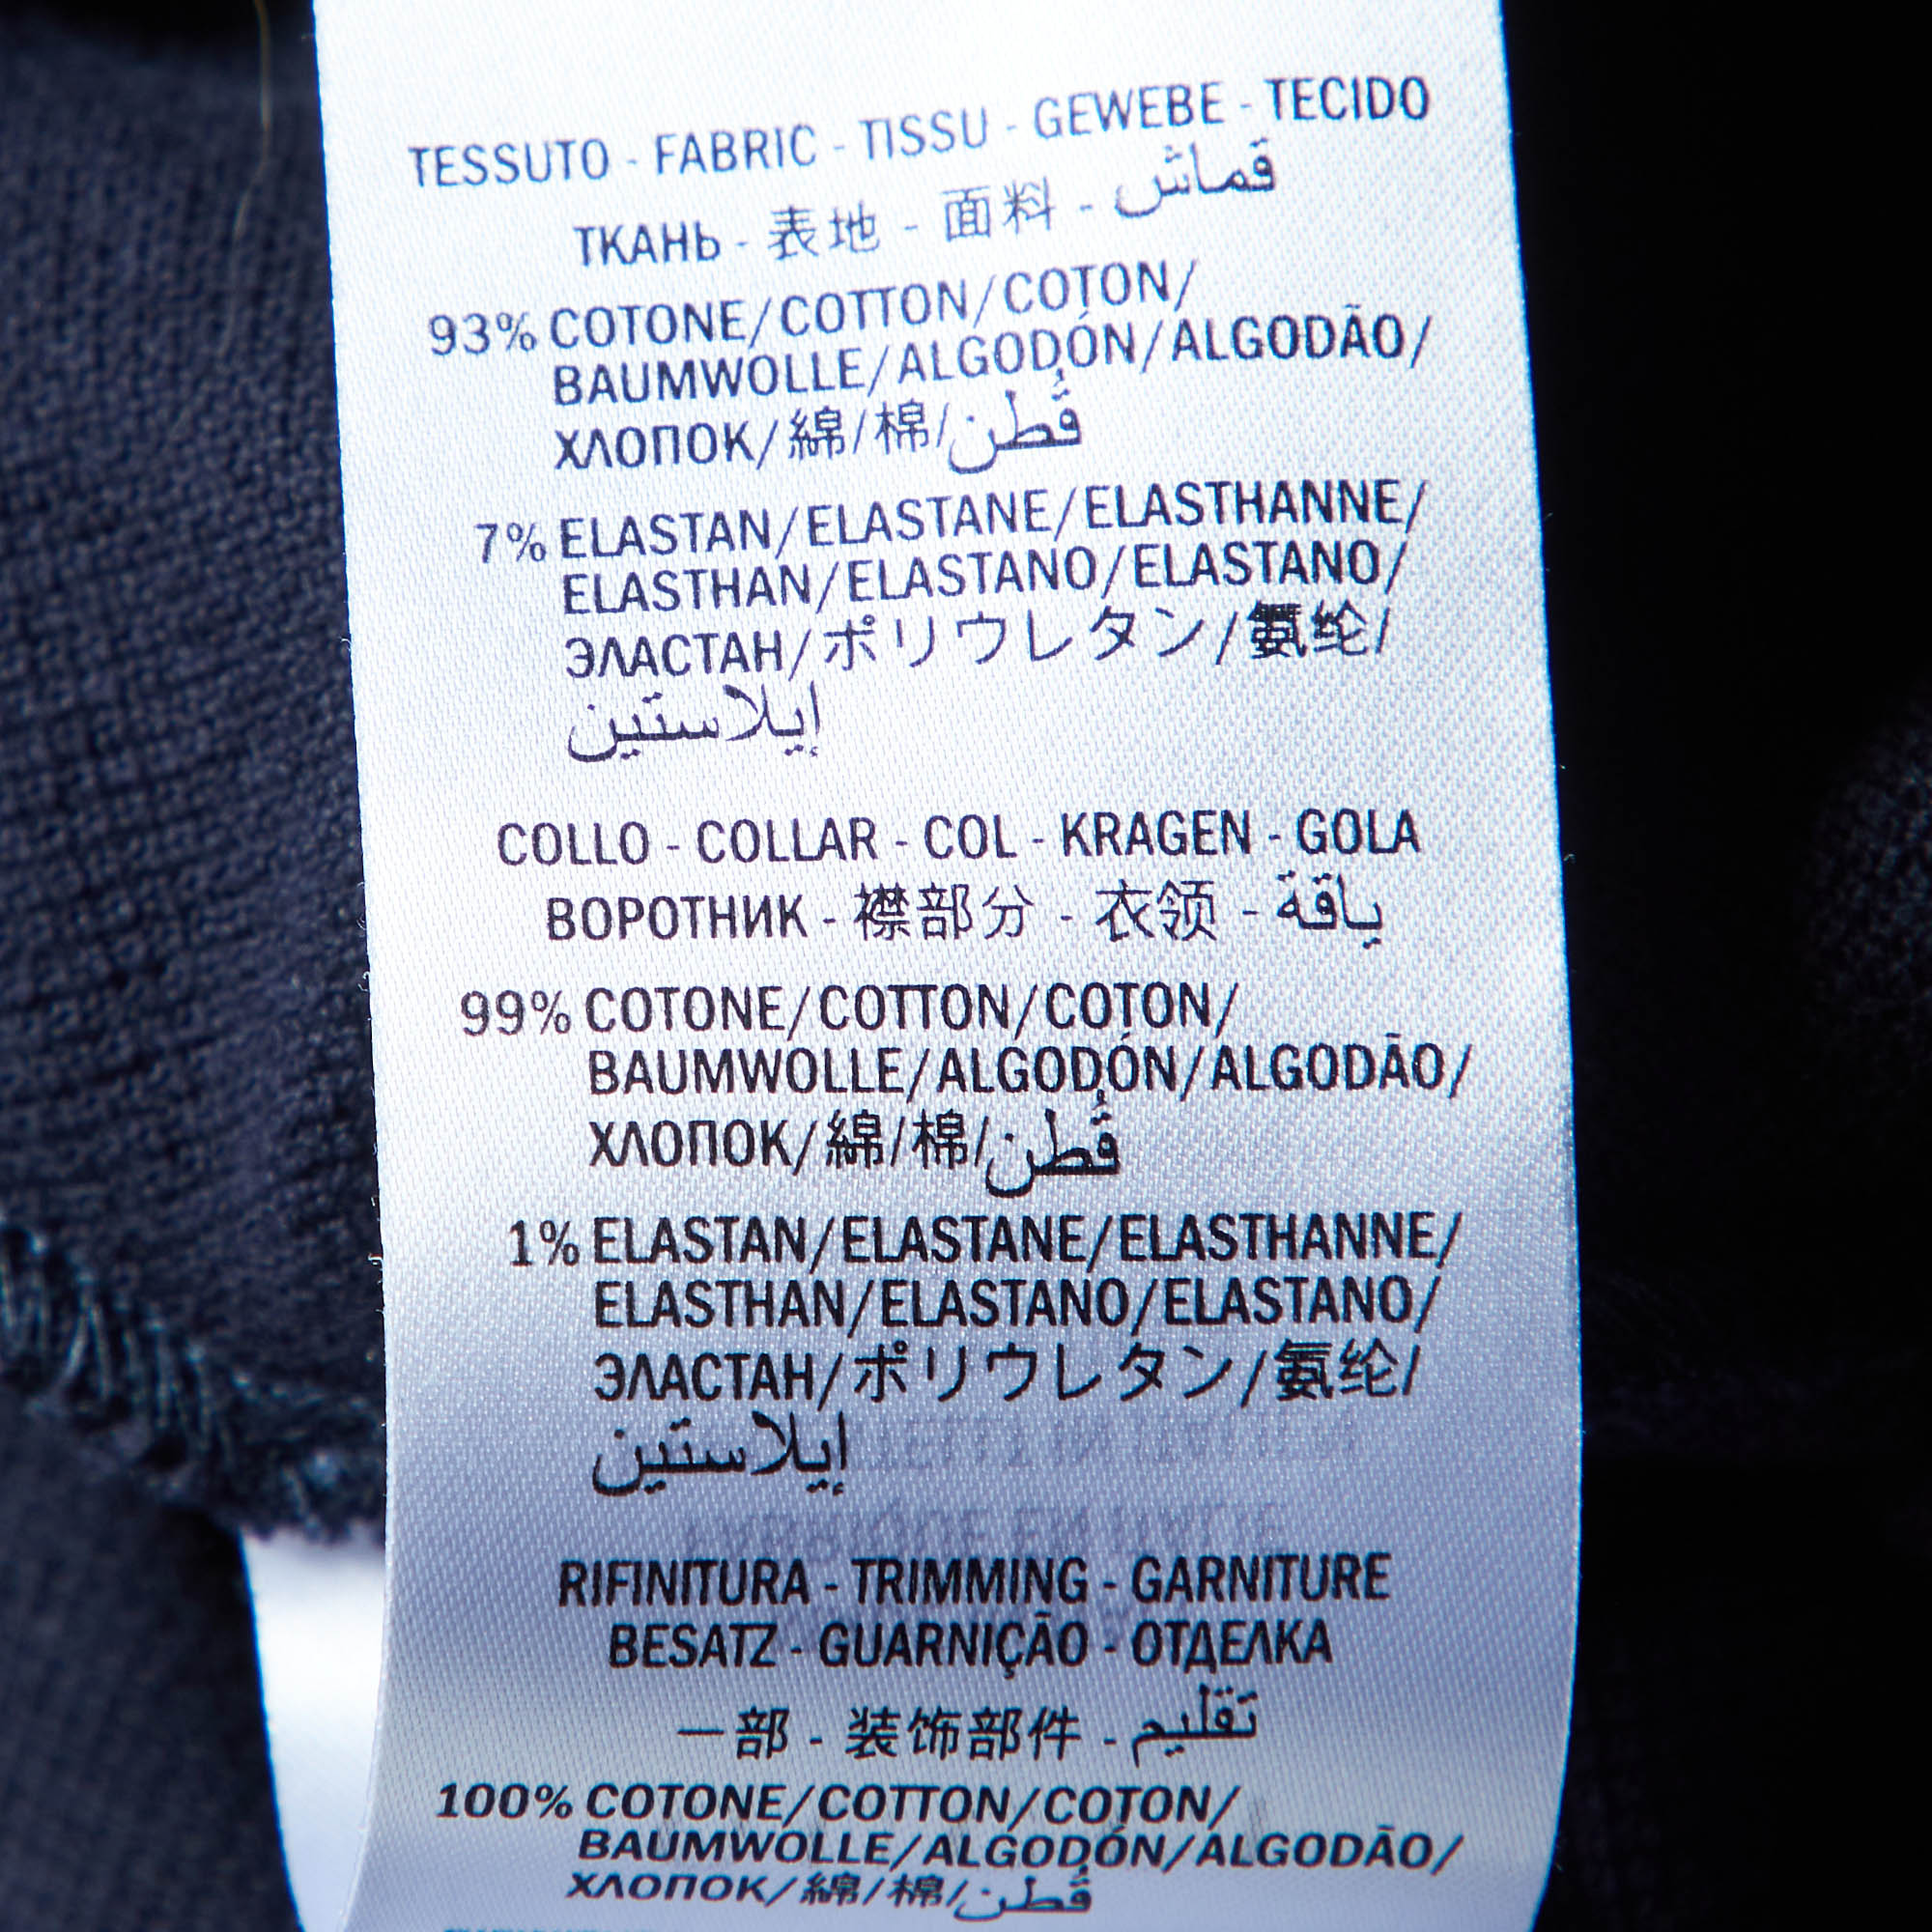 TESSUTO - FABRIC - TISSU - GEWEBE - TECIDO
ТКАНЬ - 表地 - 面料 - قماش
93% COTONE/COTTON/COTON/
BAUMWOLLE/ALGODÓN/ALGODÃO/
ХЛОПОК/綿/棉/قُطن
7% ELASTAN/ELASTANE/ELASTHANNE/
ELASTHAN/ELASTANO/ELASTANO/
ЭЛАСТАН/ポリウレタン/氨纶/
إيلاستين
COLLO - COLLAR - COL - KRAGEN - GOLA
ВОРОТНИК - 襟部分 - 衣领 - ياقة
99% COTONE/COTTON/COTON/
BAUMWOLLE/ALGODÓN/ALGODÃO/
ХЛОПОК/綿/棉/قُطن
1% ELASTAN/ELASTANE/ELASTHANNE/
ELASTHAN/ELASTANO/ELASTANO/
ЭЛАСТАН/ポリウレタン/氨纶/
إيلاستين
RIFINITURA - TRIMMING - GARNITURE
BESATZ - GUARNIÇÃO - ОТДЕЛКА
一部 - 装饰部件 - تقليم
100% COTONE/COTTON/COTON/
BAUMWOLLE/ALGODÓN/ALGODÃO/
ХЛОПОК/綿/棉/قُطن